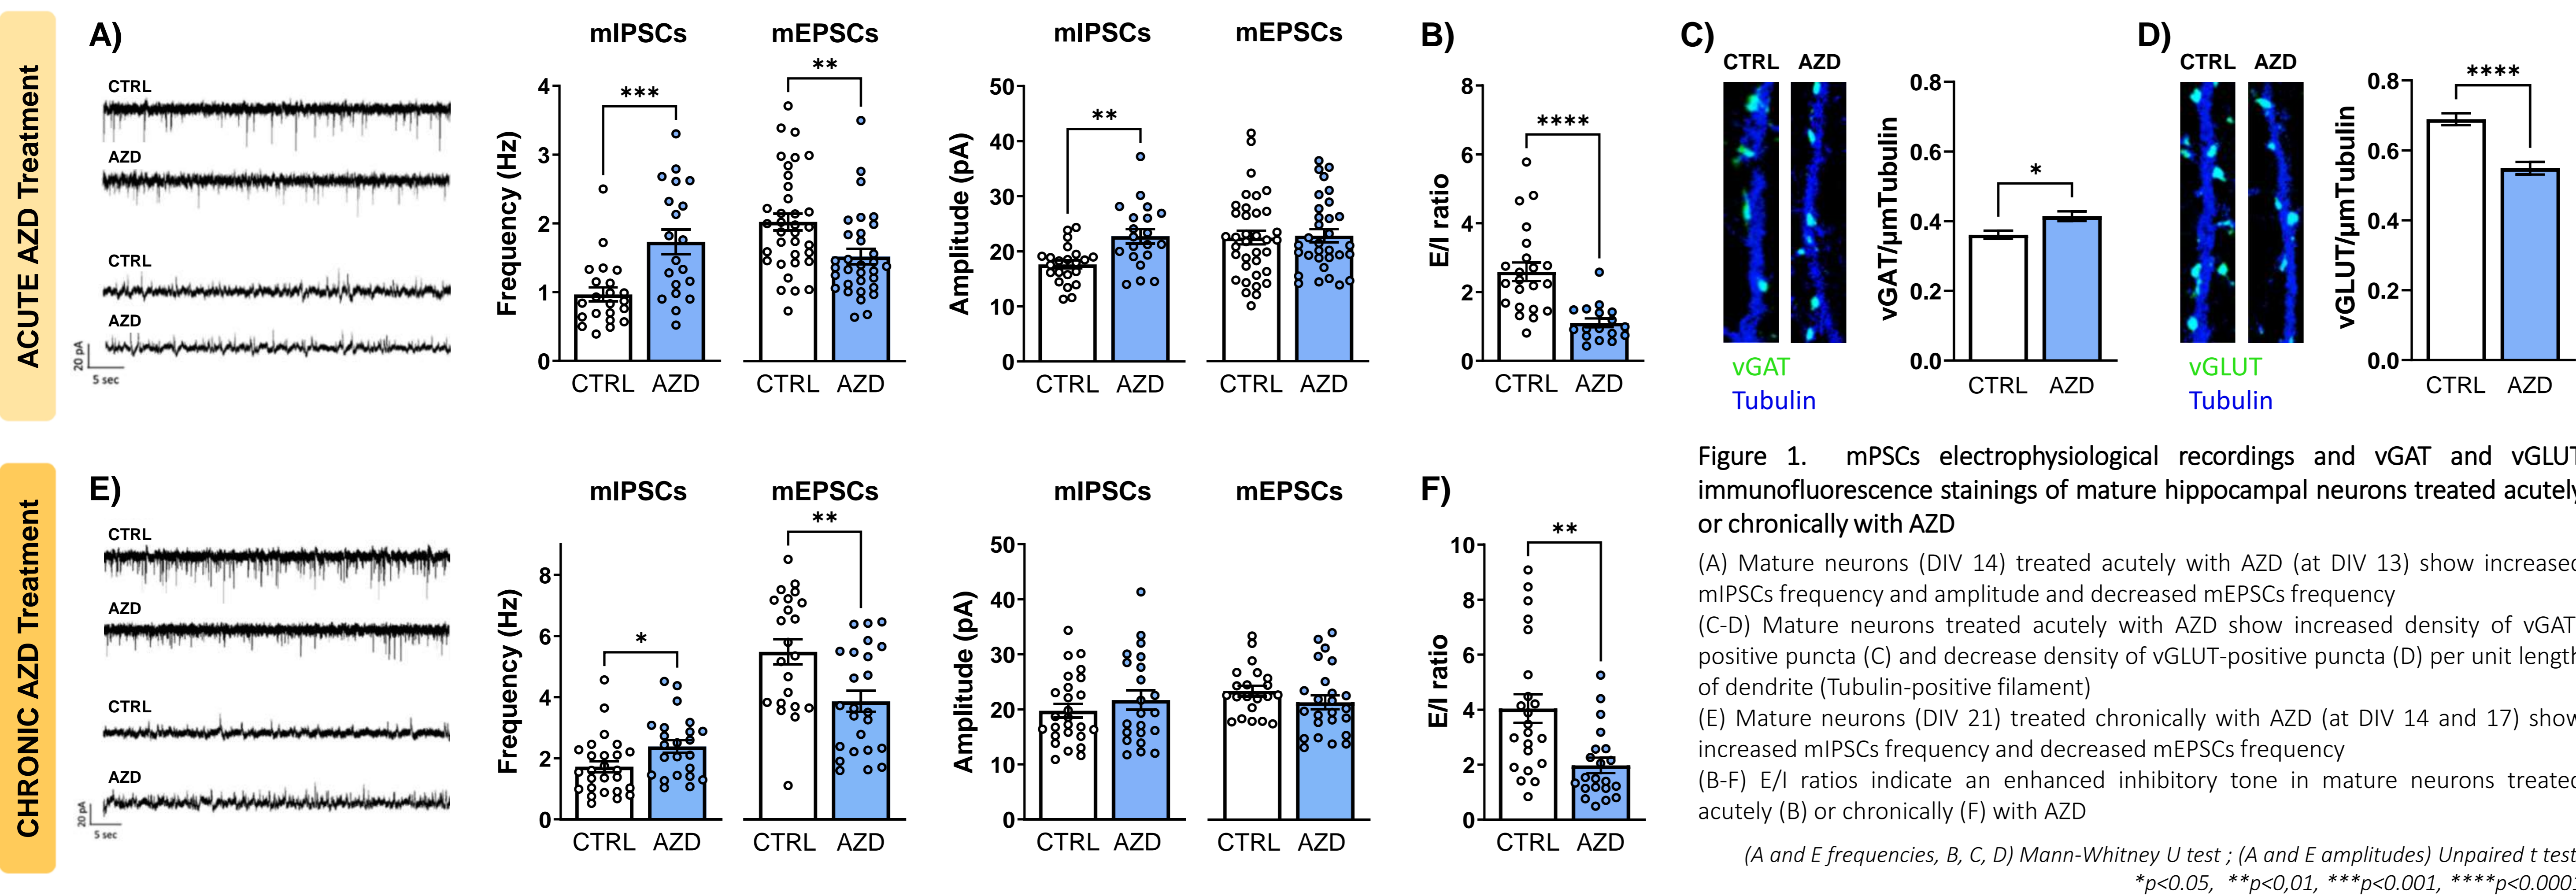 ACUTE AZD Treatment
A)
CTRL
AZD
CTRL
AZD
20 pA
5 sec
mIPSCs
mEPSCs
***
**
Frequency (Hz)
4
3
2
1
0
CTRL
AZD
CTRL
AZD
mIPSCs
mEPSCs
**
Amplitude (pA)
50
40
30
20
10
0
CTRL
AZD
CTRL
AZD
B)
****
E/I ratio
8
6
4
2
0
CTRL
AZD
C)
CTRL AZD
vGAT
Tubulin
*
vGAT/µmTubulin
0.8
0.6
0.4
0.2
0.0
CTRL
AZD
D)
CTRL AZD
vGLUT
Tubulin
****
vGLUT/µmTubulin
0.8
0.6
0.4
0.2
0.0
CTRL
AZD
CHRONIC AZD Treatment
E)
CTRL
AZD
CTRL
AZD
20 pA
5 sec
mIPSCs
mEPSCs
*
**
Frequency (Hz)
8
6
4
2
0
CTRL
AZD
CTRL
AZD
mIPSCs
mEPSCs
Amplitude (pA)
50
40
30
20
10
0
CTRL
AZD
CTRL
AZD
F)
**
E/I ratio
10
8
6
4
2
0
CTRL
AZD
Figure 1. mPSCs electrophysiological recordings and vGAT and vGLUT
immunofluorescence stainings of mature hippocampal neurons treated acutely
or chronically with AZD
(A) Mature neurons (DIV 14) treated acutely with AZD (at DIV 13) show increased
mIPSCs frequency and amplitude and decreased mEPSCs frequency
(C-D) Mature neurons treated acutely with AZD show increased density of vGAT-
positive puncta (C) and decrease density of vGLUT-positive puncta (D) per unit length
of dendrite (Tubulin-positive filament)
(E) Mature neurons (DIV 21) treated chronically with AZD (at DIV 14 and 17) show
increased mIPSCs frequency and decreased mEPSCs frequency
(B-F) E/I ratios indicate an enhanced inhibitory tone in mature neurons treated
acutely (B) or chronically (F) with AZD
(A and E frequencies, B, C, D) Mann-Whitney U test ; (A and E amplitudes) Unpaired t test
*p<0.05, **p<0,01, ***p<0.001, ****p<0.0001